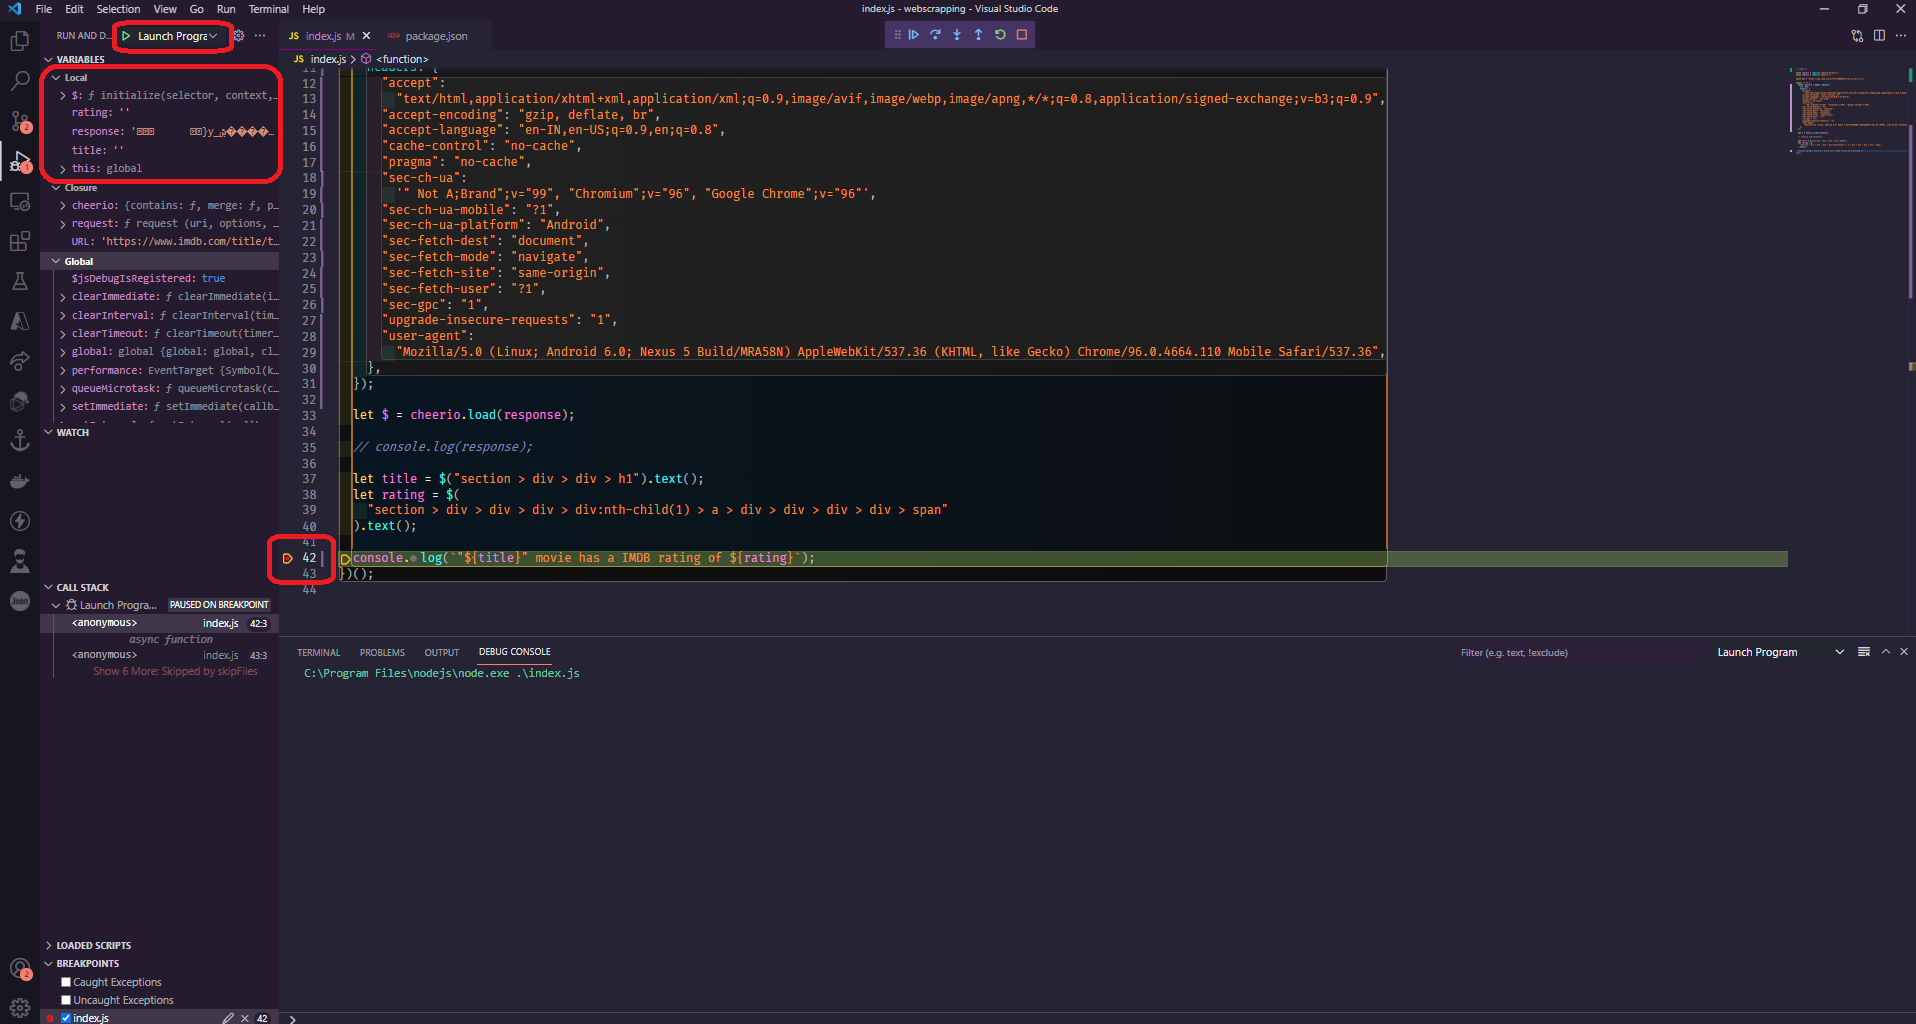 File Edit Selection View Go Run Terminal Help
index.js - webscrapping - Visual Studio Code
RUN AND D...
Launch Progra
JS index.js M
package.json
JS index.js > <function>
VARIABLES
Local
$: ƒ initialize(selector, context,...
rating: ''
title: ''
this: global
Closure
cheerio: {contains: ƒ, merge: ƒ, p...
request: ƒ request (uri, options, ...
URL: 'https://www.imdb.com/title/t...
Global
$jsDebugIsRegistered: true
clearImmediate: ƒ clearImmediate(i...
clearInterval: ƒ clearInterval(tim...
clearTimeout: ƒ clearTimeout(timer...
global: global {global: global, cl...
performance: EventTarget {Symbol(k...
queueMicrotask: ƒ queueMicrotask(c...
setImmediate: ƒ setImmediate(callb...
WATCH
CALL STACK
Launch Progra... PAUSED ON BREAKPOINT
<anonymous> index.js 42:3
async function
<anonymous> index.js 43:3
Show 6 More: Skipped by skipFiles
LOADED SCRIPTS
BREAKPOINTS
Caught Exceptions
Uncaught Exceptions
index.js 42
11 headers: {
12 "accept":
13 "text/html,application/xhtml+xml,application/xml;q=0.9,image/avif,image/webp,image/apng,*/*;q=0.8,application/signed-exchange;v=b3;q=0.9",
14 "accept-encoding": "gzip, deflate, br",
15 "accept-language": "en-IN,en-US;q=0.9,en;q=0.8",
16 "cache-control": "no-cache",
17 "pragma": "no-cache",
18 "sec-ch-ua":
19 '" Not A;Brand";v="99", "Chromium";v="96", "Google Chrome";v="96"',
20 "sec-ch-ua-mobile": "?1",
21 "sec-ch-ua-platform": "Android",
22 "sec-fetch-dest": "document",
23 "sec-fetch-mode": "navigate",
24 "sec-fetch-site": "same-origin",
25 "sec-fetch-user": "?1",
26 "sec-gpc": "1",
27 "upgrade-insecure-requests": "1",
28 "user-agent":
29 "Mozilla/5.0 (Linux; Android 6.0; Nexus 5 Build/MRA58N) AppleWebKit/537.36 (KHTML, like Gecko) Chrome/96.0.4664.110 Mobile Safari/537.36",
30 },
31 });
32
33 let $ = cheerio.load(response);
34
35 // console.log(response);
36
37 let title = $("section > div > div > h1").text();
38 let rating = $(
39 "section > div > div > div > div:nth-child(1) > a > div > div > div > div > span"
40 ).text();
41
42 console.log(`"${title}" movie has a IMDB rating of ${rating}`);
43 })();
44
TERMINAL PROBLEMS OUTPUT DEBUG CONSOLE
Filter (e.g. text, !exclude)
Launch Program
C:\Program Files\nodejs\node.exe .\index.js
2
1
Json
2